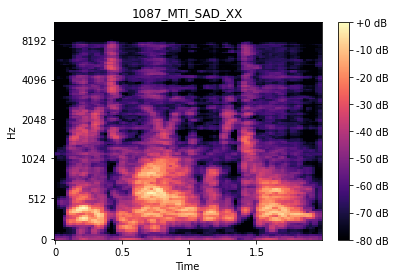 1087_MTI_SAD_XX
+0 dB
8192
-10 dB
4096
-20 dB
-30 dB
2048
Hz
-40 dB
1024
-50 dB
512
-60 dB
-70 dB
0
-80 dB
0
0.5
1
1.5
Time